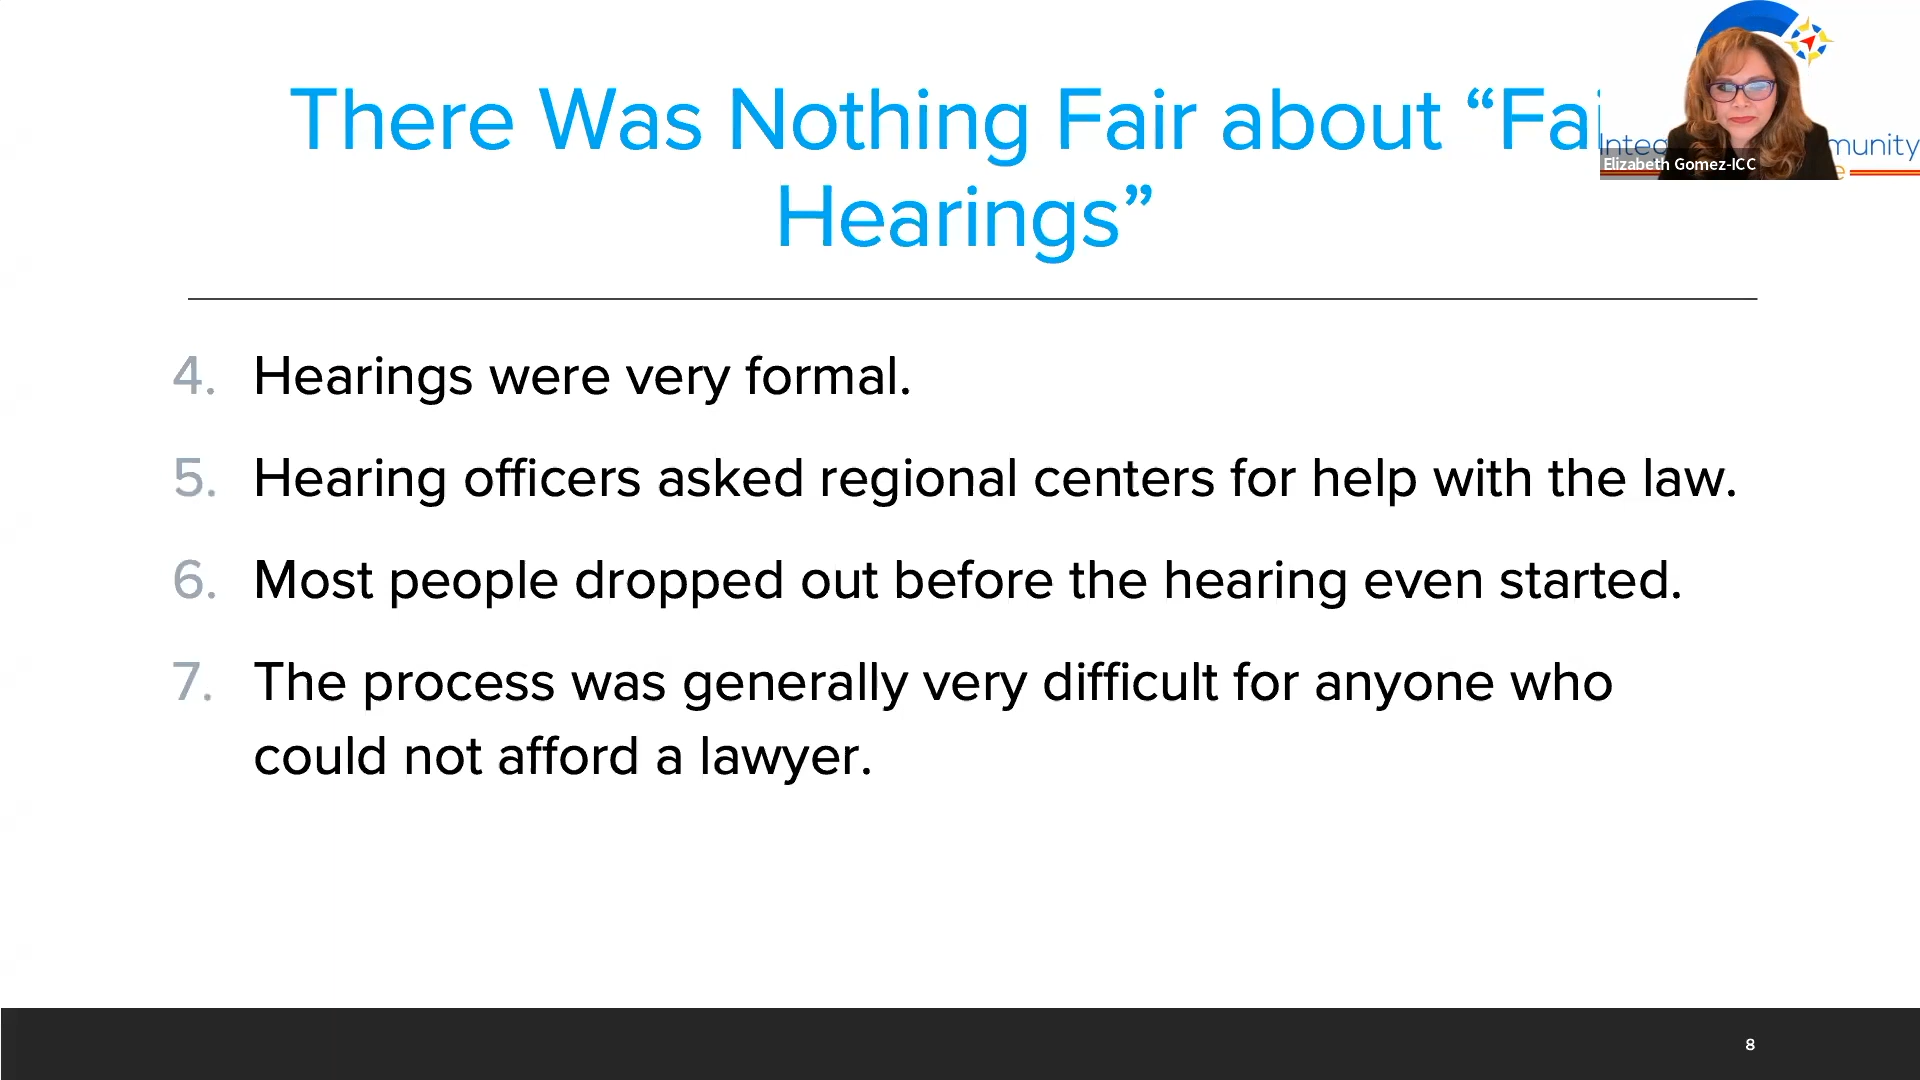 There Was Nothing Fair about “Fai
Hearings”
4. Hearings were very formal.
5. Hearing officers asked regional centers for help with the law.
6. Most people dropped out before the hearing even started.
7. The process was generally very difficult for anyone who
could not afford a lawyer.
Integ munity
Elizabeth Gomez-ICC
8